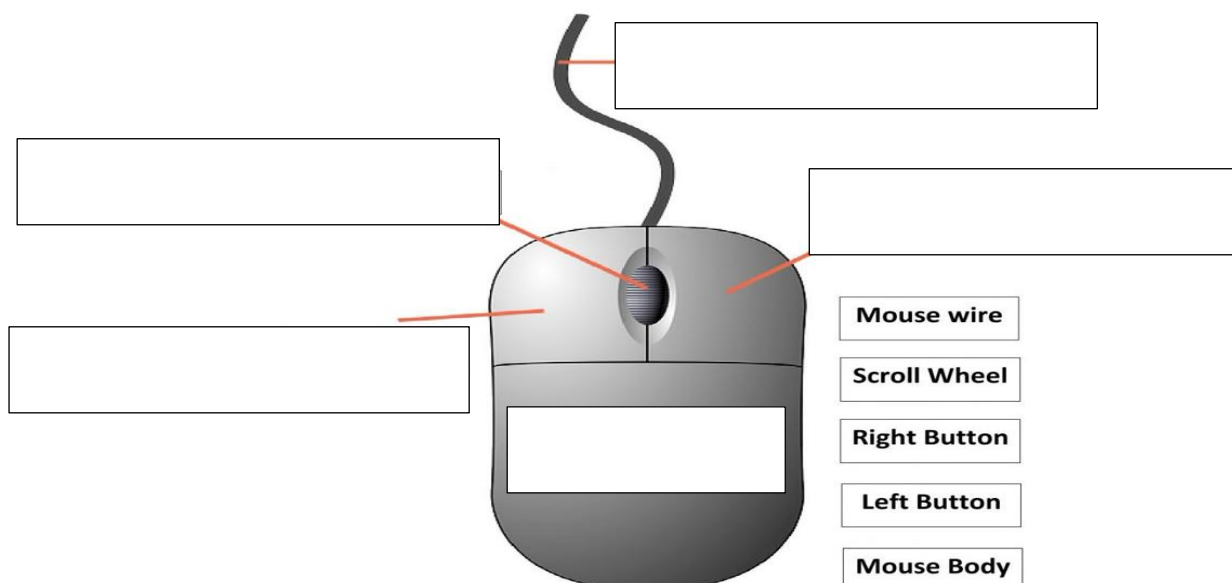 Mouse wire
Scroll Wheel
Right Button
Left Button
Mouse Body